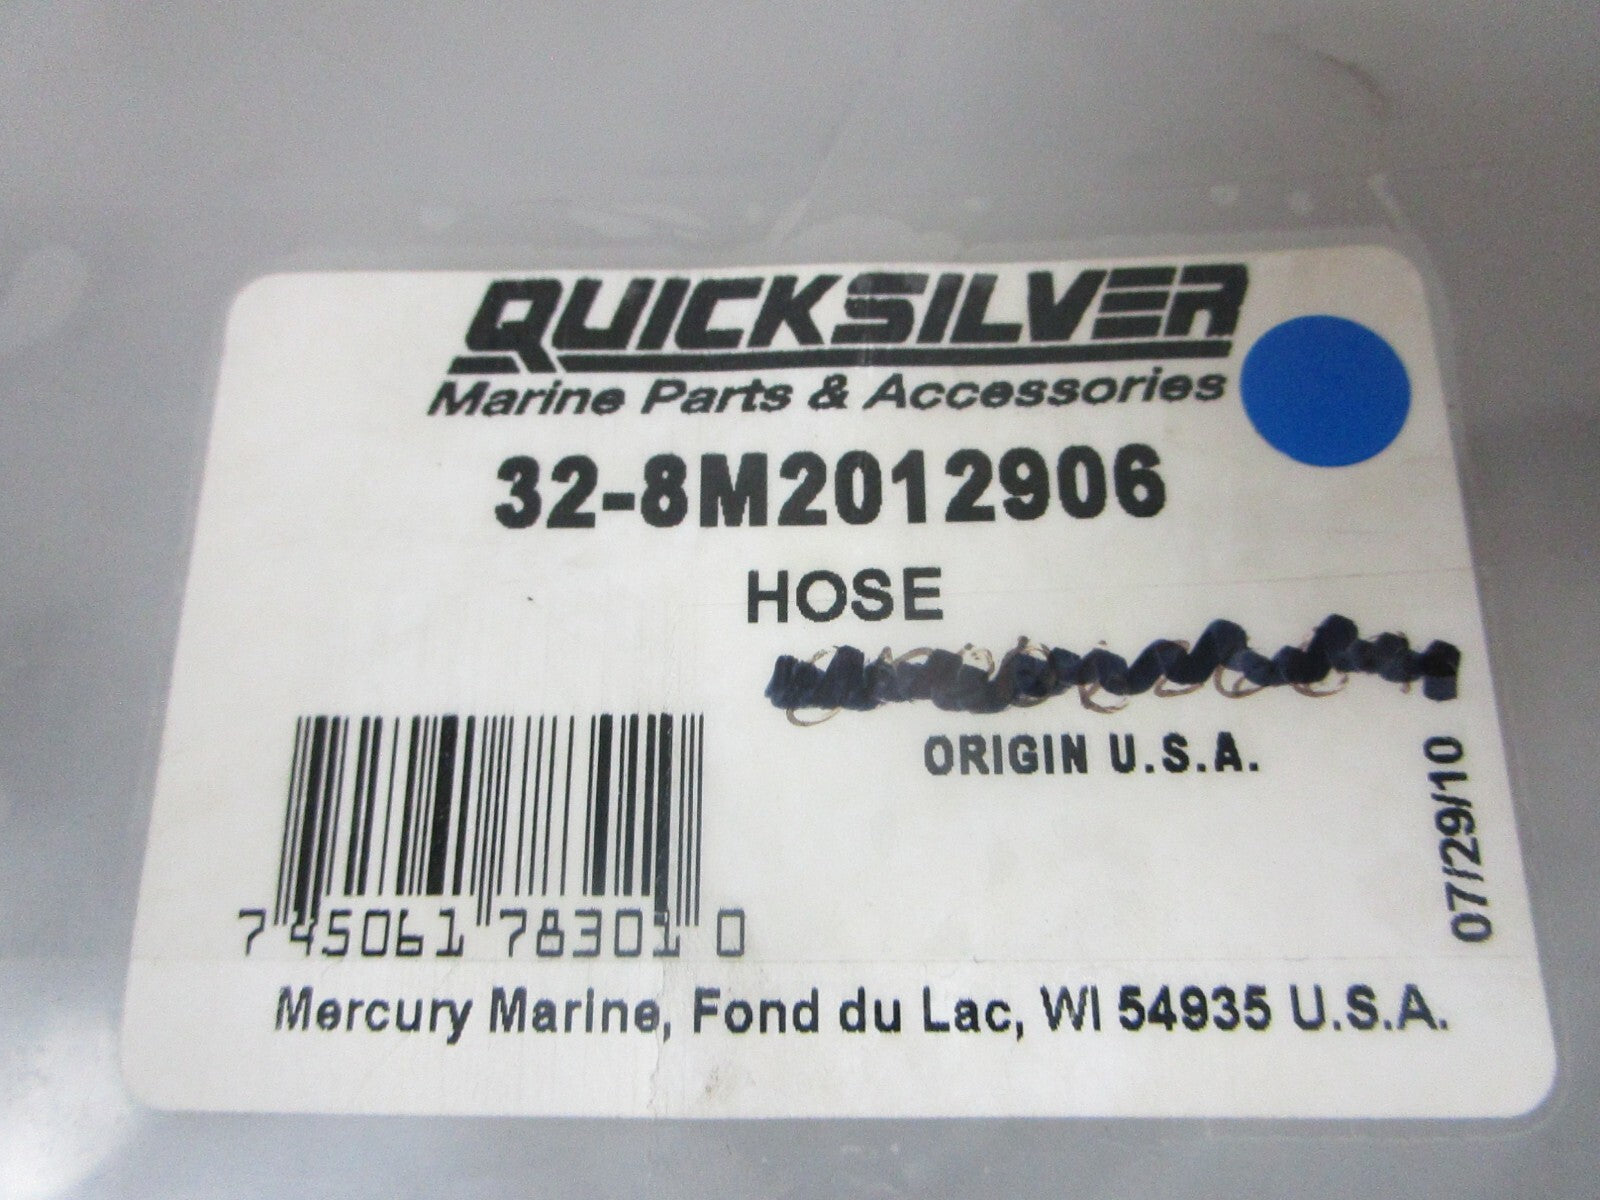 QUICKSILVER
Marine Parts & Accessories
32-8M2012906
HOSE
ORIGIN U.S.A.
07/29/10
7 45061 78301 0
Mercury Marine, Fond du Lac, WI 54935 U.S.A.